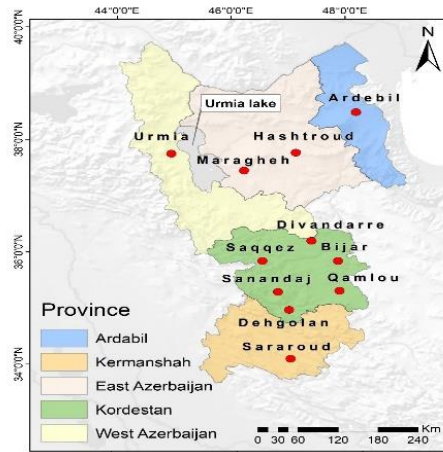 44°0'0"E 46°0'0"E 48°0'0"E
40°0'0"N
38°0'0"N
36°0'0"N
34°0'0"N
N
Ardebil
Urmia lake
Urmia
Hashtroud
Maragheh
Divandarre
Saqqez
Bijar
Sanandaj
Qamlou
Dehgolan
Sararoud
Province
Ardabil
Kermanshah
East Azerbaijan
Kordestan
West Azerbaijan
Km
0 30 60 120 180 240